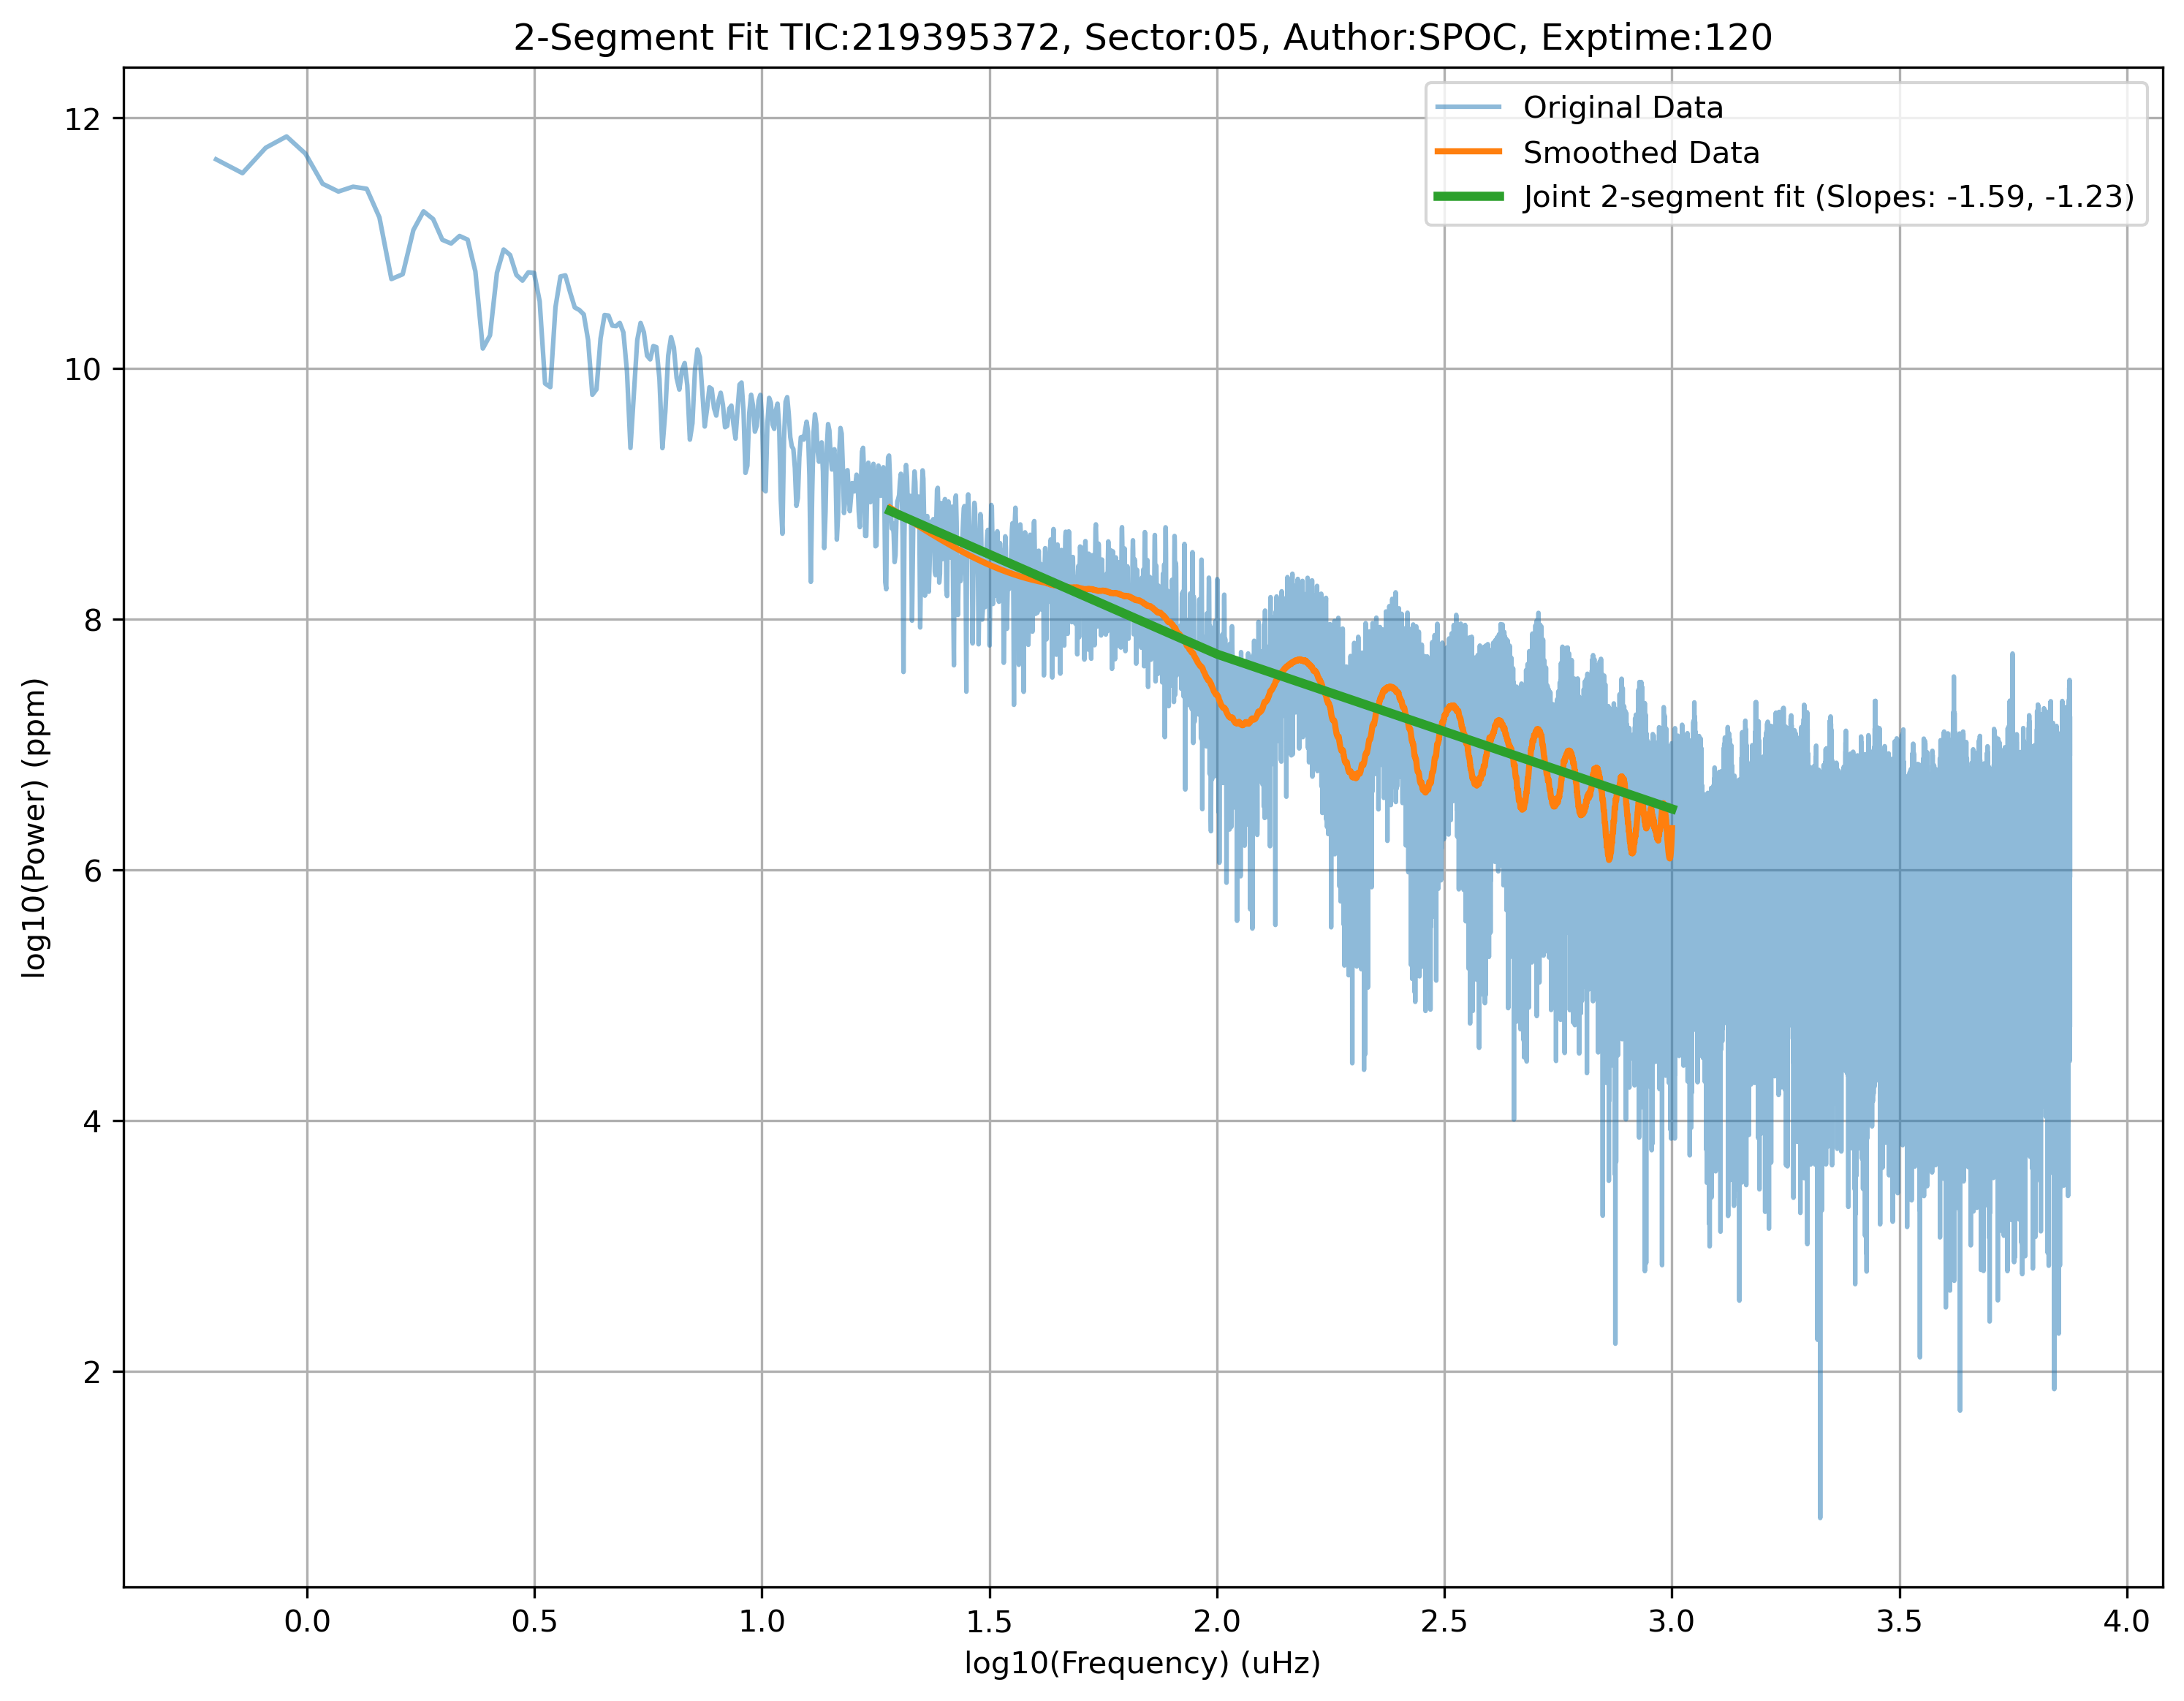 2-Segment Fit TIC:219395372, Sector:05, Author:SPOC, Exptime:120
Original Data
Smoothed Data
Joint 2-segment fit (Slopes: -1.59, -1.23)
log10(Power) (ppm)
12
10
8
6
4
2
0.0 0.5 1.0 1.5 2.0 2.5 3.0 3.5 4.0
log10(Frequency) (uHz)